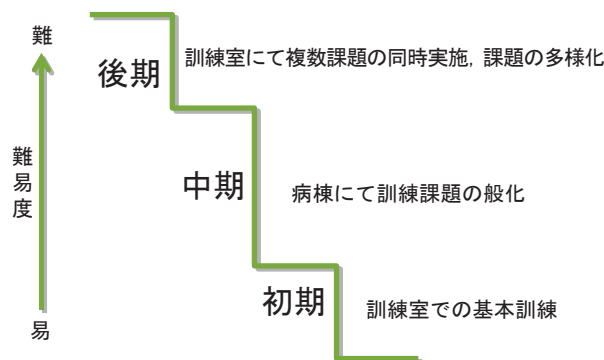 難
後期
訓練室にて複数課題の同時実施, 課題の多様化
難易度
中期
病棟にて訓練課題の般化
初期
訓練室での基本訓練
易